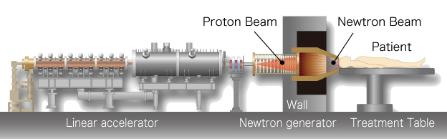 Proton Beam
Newtron Beam
Patient
Wall
Linear accelerator
Newtron generator
Treatment Table